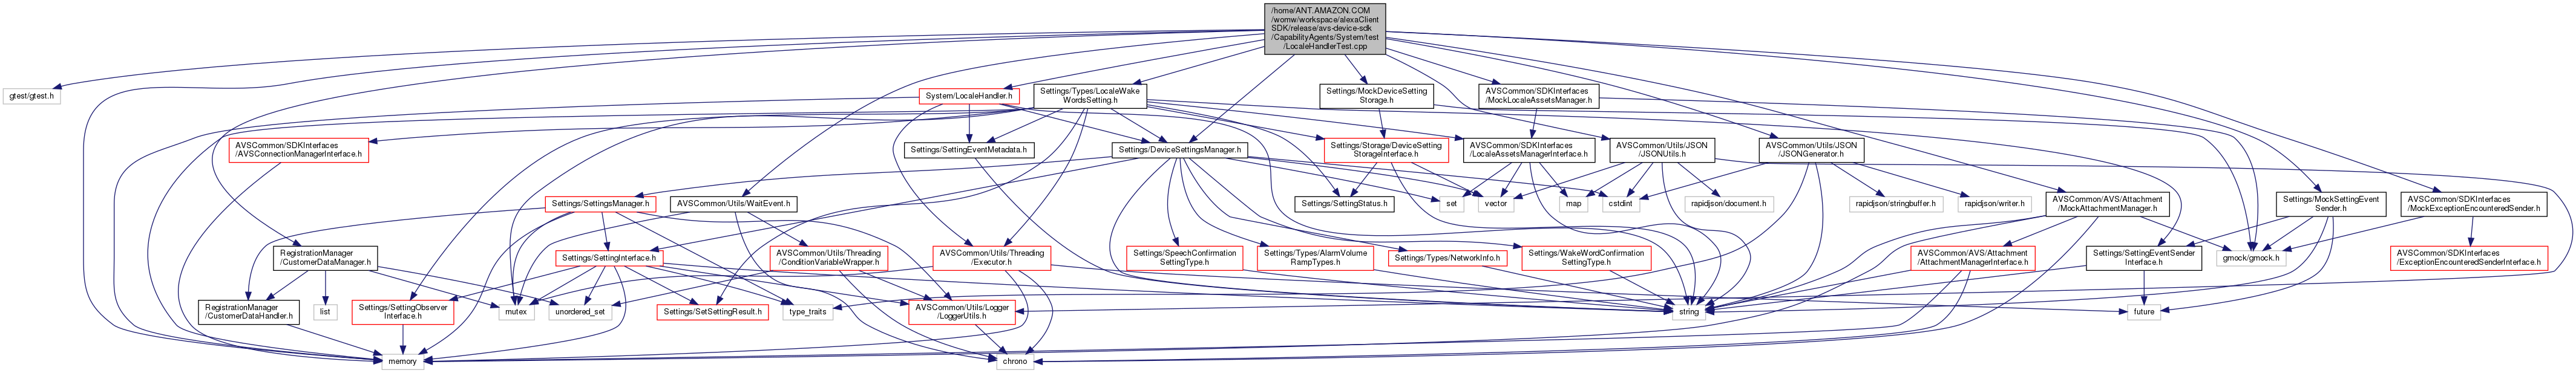 /home/ANT.AMAZON.COM
/womw/workspace/alexaClient
SDK/release/avs-device-sdk
/CapabilityAgents/System/test
/LocaleHandlerTest.cpp
gtest/gtest.h
System/LocaleHandler.h
Settings/Types/LocaleWake
WordsSetting.h
Settings/MockDeviceSetting
Storage.h
AVSCommon/SDKInterfaces
/MockLocaleAssetsManager.h
AVSCommon/SDKInterfaces
/AVSConnectionManagerInterface.h
Settings/SettingEventMetadata.h
Settings/DeviceSettingsManager.h
Settings/Storage/DeviceSetting
StorageInterface.h
AVSCommon/SDKInterfaces
/LocaleAssetsManagerInterface.h
AVSCommon/Utils/JSON
/JSONUtils.h
AVSCommon/Utils/JSON
/JSONGenerator.h
Settings/SettingsManager.h
AVSCommon/Utils/WaitEvent.h
Settings/SettingStatus.h
set
vector
map
cstdint
rapidjson/document.h
rapidjson/stringbuffer.h
rapidjson/writer.h
AVSCommon/AVS/Attachment
/MockAttachmentManager.h
Settings/MockSettingEvent
Sender.h
AVSCommon/SDKInterfaces
/MockExceptionEncounteredSender.h
RegistrationManager
/CustomerDataManager.h
Settings/SettingInterface.h
AVSCommon/Utils/Threading
/ConditionVariableWrapper.h
AVSCommon/Utils/Threading
/Executor.h
Settings/SpeechConfirmation
SettingType.h
Settings/Types/AlarmVolume
RampTypes.h
Settings/Types/NetworkInfo.h
Settings/WakeWordConfirmation
SettingType.h
AVSCommon/AVS/Attachment
/AttachmentManagerInterface.h
Settings/SettingEventSender
Interface.h
gmock/gmock.h
AVSCommon/SDKInterfaces
/ExceptionEncounteredSenderInterface.h
RegistrationManager
/CustomerDataHandler.h
list
Settings/SettingObserver
Interface.h
mutex
unordered_set
Settings/SetSettingResult.h
type_traits
AVSCommon/Utils/Logger
/LoggerUtils.h
string
future
memory
chrono